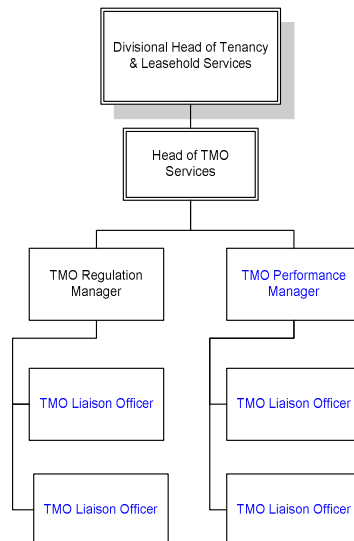 Divisional Head of Tenancy
& Leasehold Services
Head of TMO
Services
TMO Regulation
Manager
TMO Performance
Manager
TMO Liaison Officer
TMO Liaison Officer
TMO Liaison Officer
TMO Liaison Officer